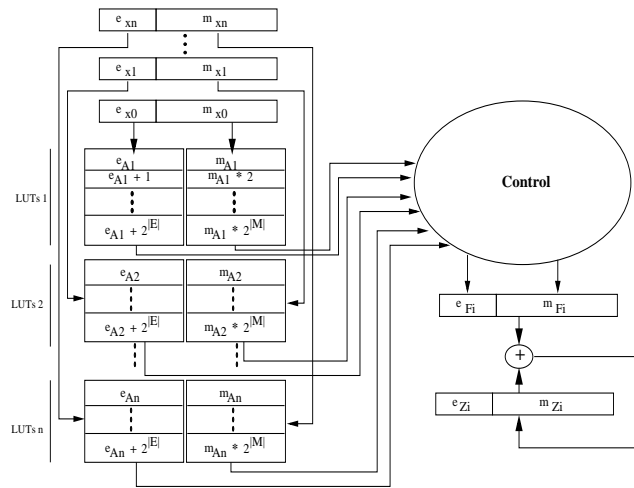 e xn m xn
e x1 m x1
e x0 m x0
LUTs 1
e A1 m A1
e A1 + 1 m A1 * 2
e A1 + 2 |E| m A1 * 2 |M|
LUTs 2
e A2 m A2
e A2 + 2 |E| m A2 * 2 |M|
LUTs n
e An m An
e An + 2 |E| m An * 2 |M|
Control
e Fi m Fi
+
e Zi m Zi